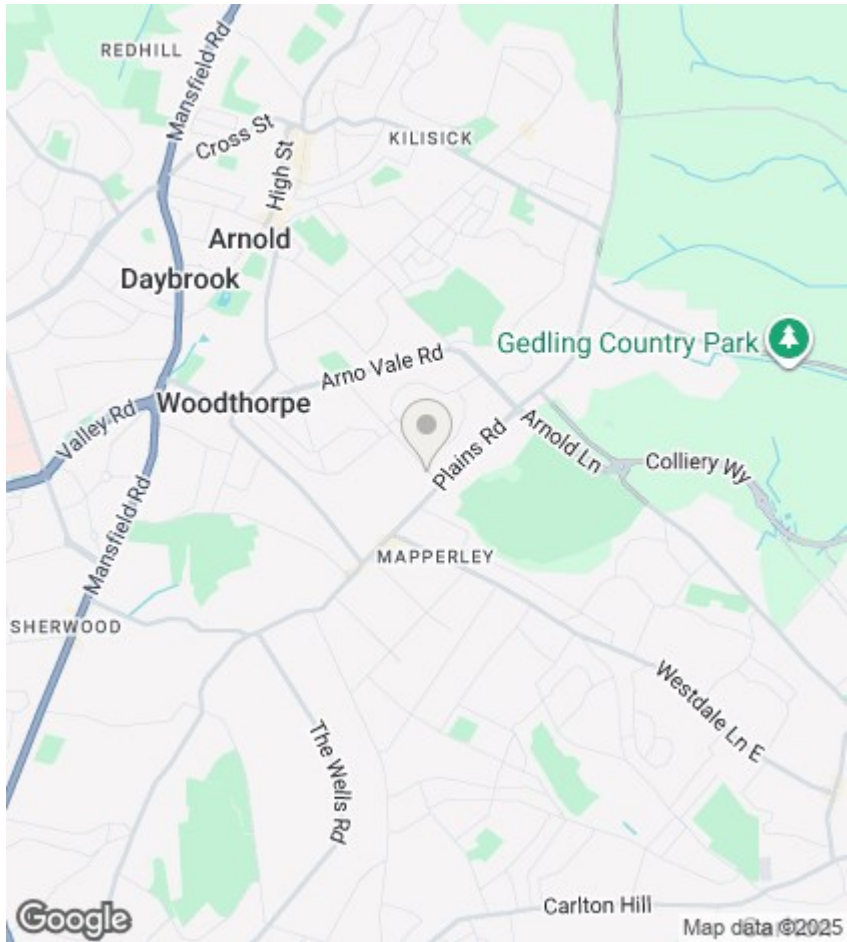 REDHILL
Mansfield Rd
Cross St
High St
KILISICK
Arnold
Daybrook
Gedling Country Park
Arno Vale Rd
Woodthorpe
Valley Rd
Plains Rd
Arnold Ln
Colliery Wy
Mansfield Rd
MAPPERLEY
SHERWOOD
Westdale Ln E
The Wells Rd
Carlton Hill
Google
Map data ©2025